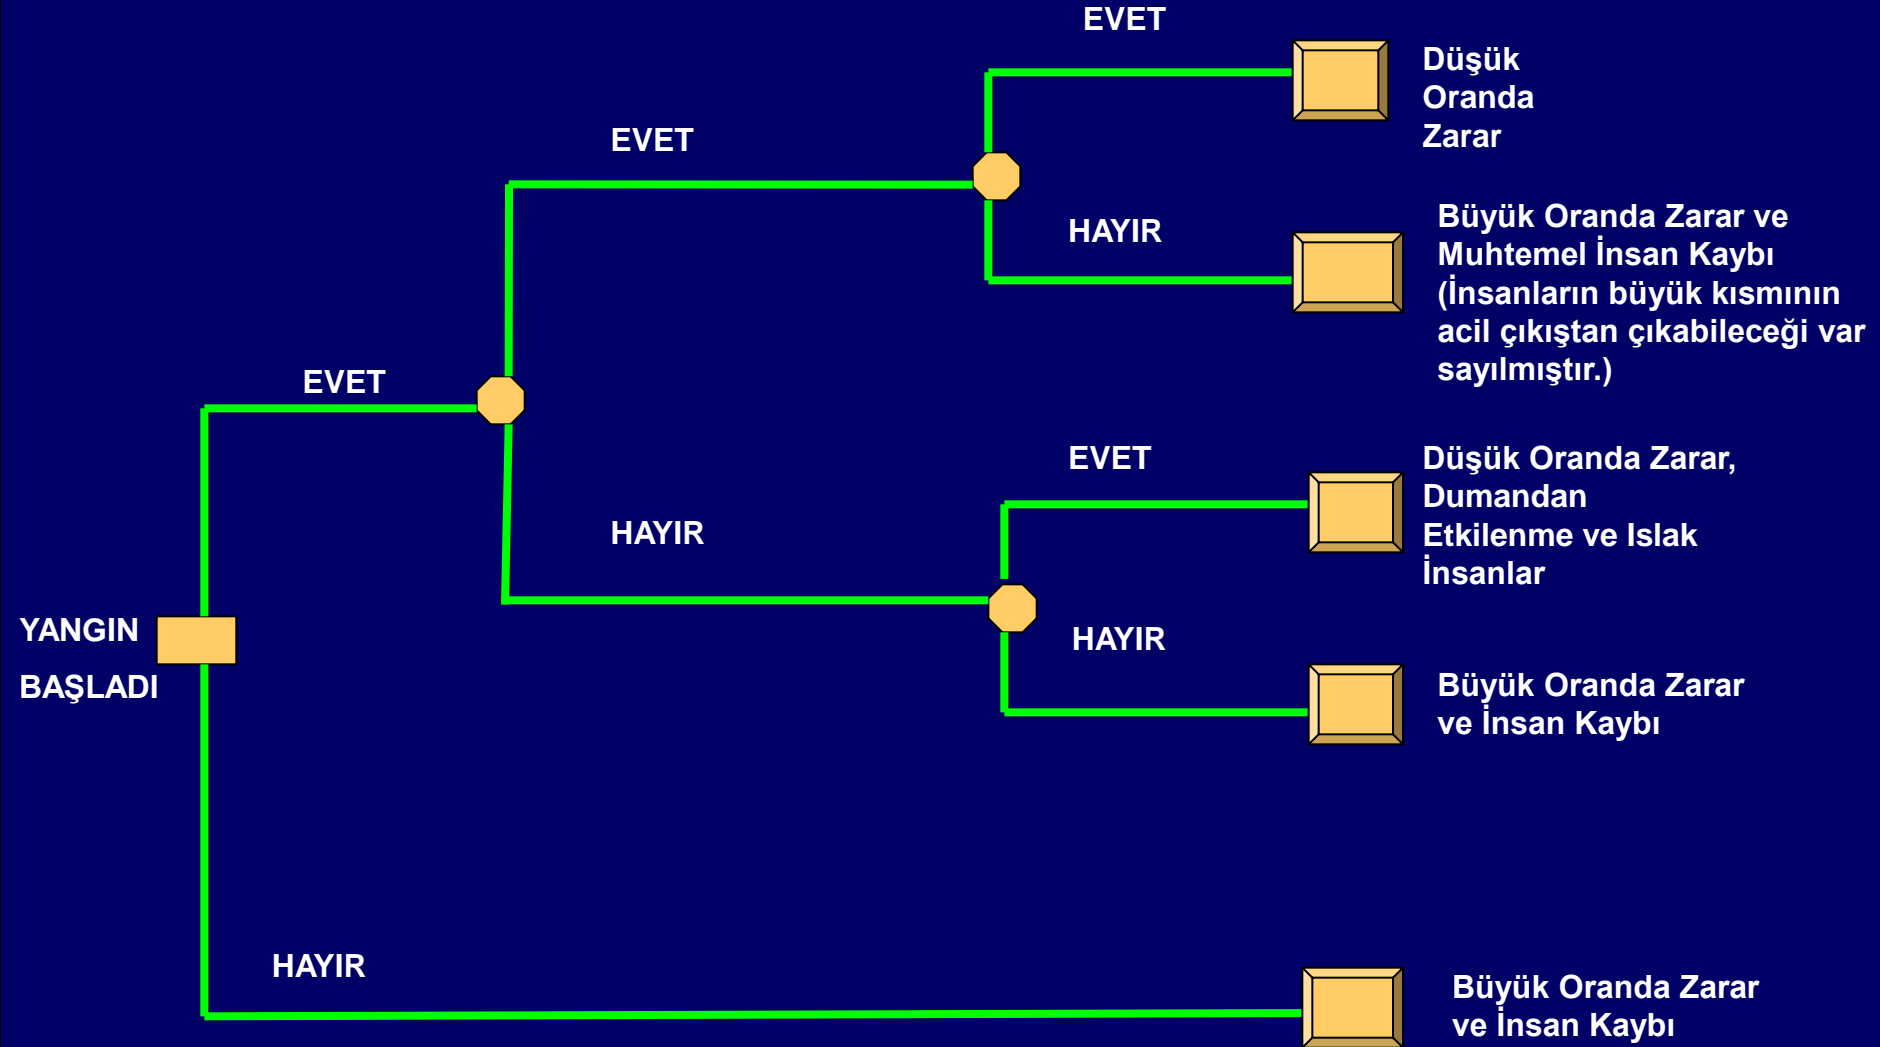 EVET
Düşük
Oranda
Zarar
EVET
HAYIR
Büyük Oranda Zarar ve
Muhtemel İnsan Kaybı
(İnsanların büyük kısmının
acil çıkıştan çıkabileceği var
sayılmıştır.)
EVET
EVET
Düşük Oranda Zarar,
Dumandan
Etkilenme ve Islak
İnsanlar
HAYIR
HAYIR
YANGIN
BAŞLADI
Büyük Oranda Zarar
ve İnsan Kaybı
HAYIR
Büyük Oranda Zarar
ve İnsan Kaybı